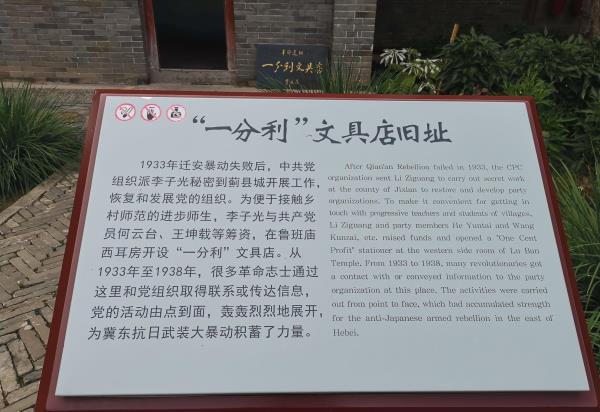 一分利文具店
“一分利”文具店旧址
1933年迁安暴动失败后，中共党
组织派李子光秘密到蓟县城开展工作，
恢复和发展党的组织。为便于接触乡
村师范的进步师生，李子光与共产党
员何云台、王坤载等筹资，在鲁班庙
西耳房开设“一分利”文具店。从
1933年至1938年，很多革命志士通过
这里和党组织取得联系或传达信息，
党的活动由点到面，轰轰烈烈地展开，
为冀东抗日武装大暴动积蓄了力量。
After Qian'an Rebellion failed in 1933, the CPC
organization sent Li Ziguang to carry out secret work
at the county of Jixian to restore and develop party
organizations. To make it convenient for getting in
touch with progressive teachers and students of villages,
Li Ziguang and party members He Yuntai and Wang
Kunzai, etc. mised funds and opened a "One Cent
Profit" stationer at the western side room of Lu Ban
Temple. From 1933 to 1938, many revolutionaries got
a contact with or conveyed information to the party
organization at this place. The activities were carried
out from point to face, which had accumulated strength
for the anti-Japanese armed rebellion in the east of
Hebei.